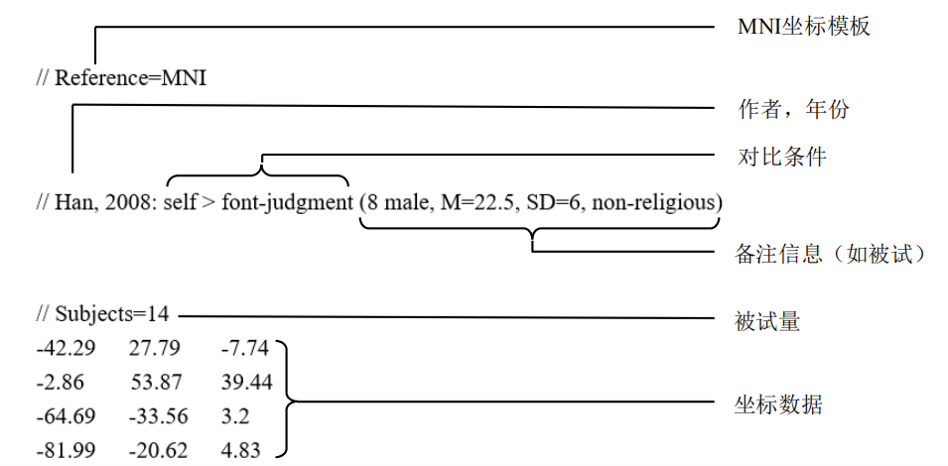 MNI坐标模板
// Reference=MNI
作者，年份
对比条件
// Han, 2008: self > font-judgment (8 male, M=22.5, SD=6, non-religious)
备注信息（如被试）
// Subjects=14
被试量
-42.29 27.79 -7.74
-2.86 53.87 39.44
-64.69 -33.56 3.2
坐标数据
-81.99 -20.62 4.83